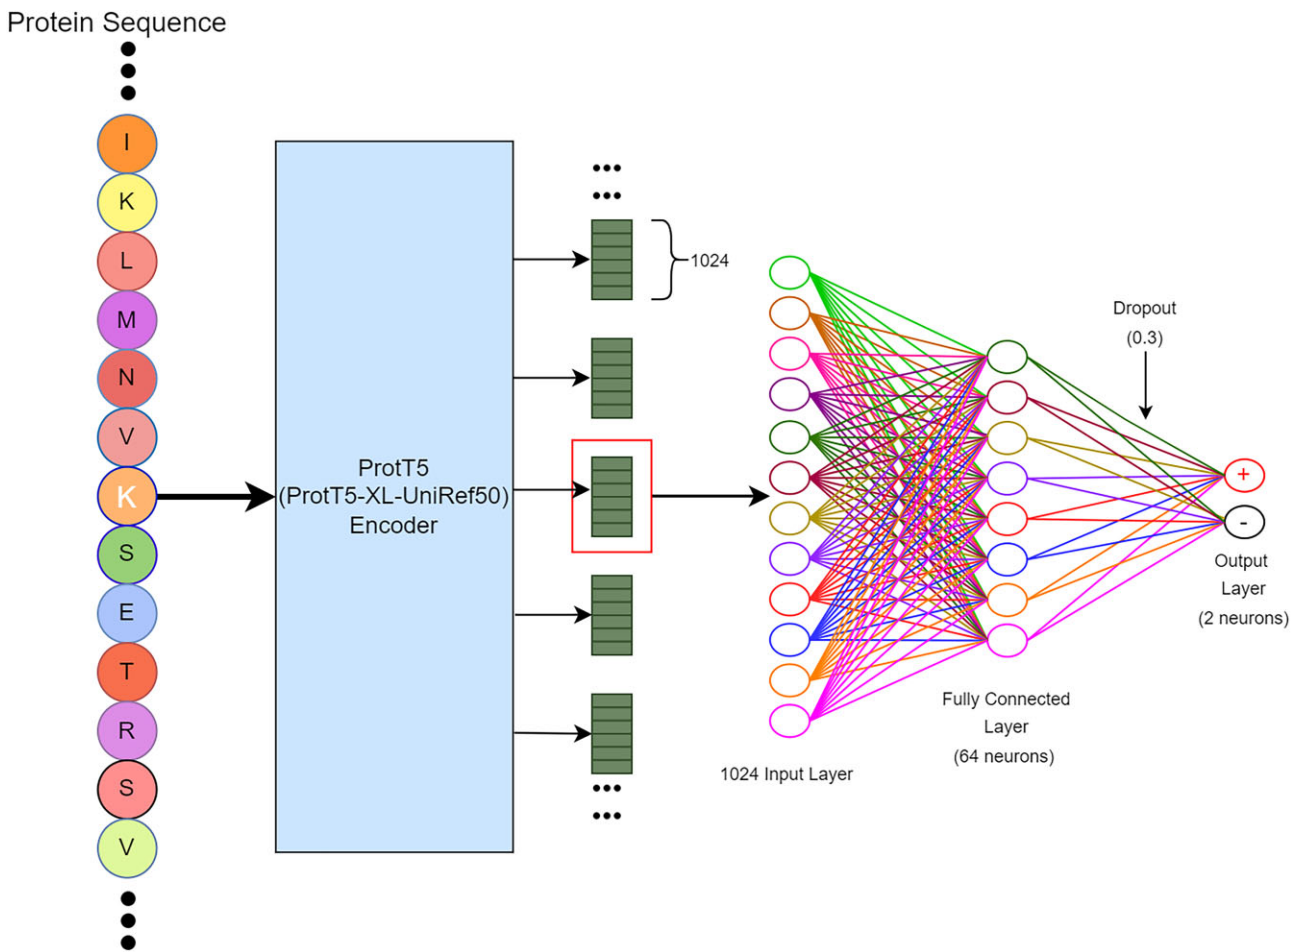 Protein Sequence
I
K
L
M
N
V
K
S
E
T
R
S
V
ProtT5
(ProtT5-XL-UniRef50)
Encoder
1024
1024 Input Layer
Fully Connected
Layer
(64 neurons)
Dropout
(0.3)
+
-
Output
Layer
(2 neurons)